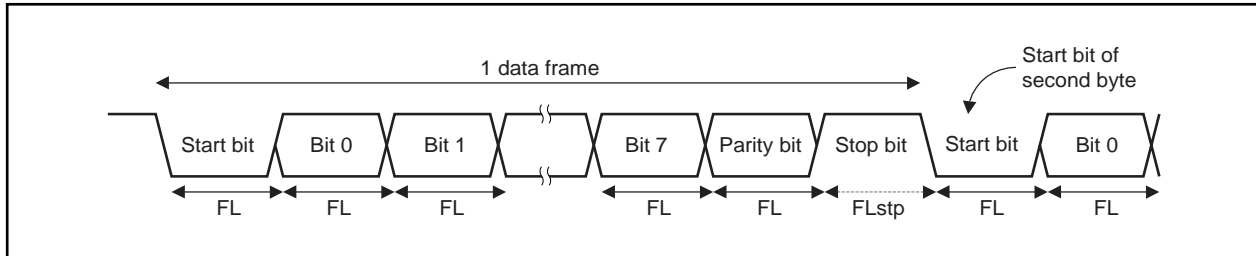 1 data frame
Start bit of
second byte
Start bit Bit 0 Bit 1 Bit 7 Parity bit Stop bit Start bit Bit 0
FL FL FL FL FL FLstp FL FL